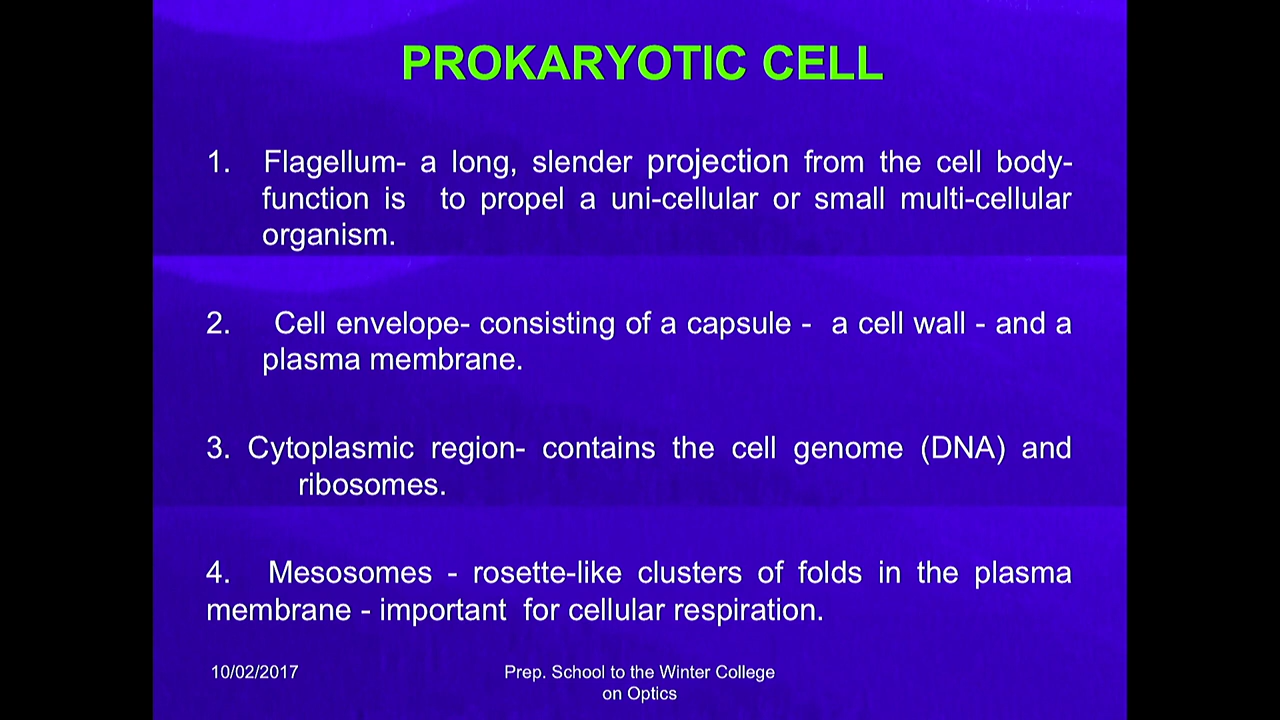 PROKARYOTIC CELL
1. Flagellum- a long, slender projection from the cell body-
function is to propel a uni-cellular or small multi-cellular
organism.
2. Cell envelope- consisting of a capsule - a cell wall - and a
plasma membrane.
3. Cytoplasmic region- contains the cell genome (DNA) and
ribosomes.
4. Mesosomes - rosette-like clusters of folds in the plasma
membrane - important for cellular respiration.
10/02/2017
Prep. School to the Winter College
on Optics